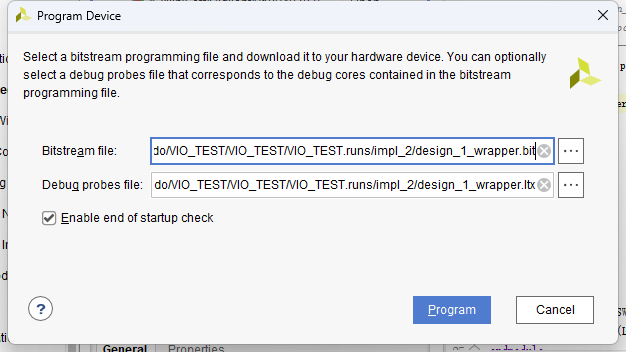 Program Device
Select a bitstream programming file and download it to your hardware device. You can optionally
select a debug probes file that corresponds to the debug cores contained in the bitstream
programming file.
Bitstream file: do/VIO_TEST/VIO_TEST/VIO_TEST.runs/impl_2/design_1_wrapper.bit ...
Debug probes file: do/VIO_TEST/VIO_TEST/VIO_TEST.runs/impl_2/design_1_wrapper.ltx ...
Enable end of startup check
? Program Cancel
General Properties
endmodule